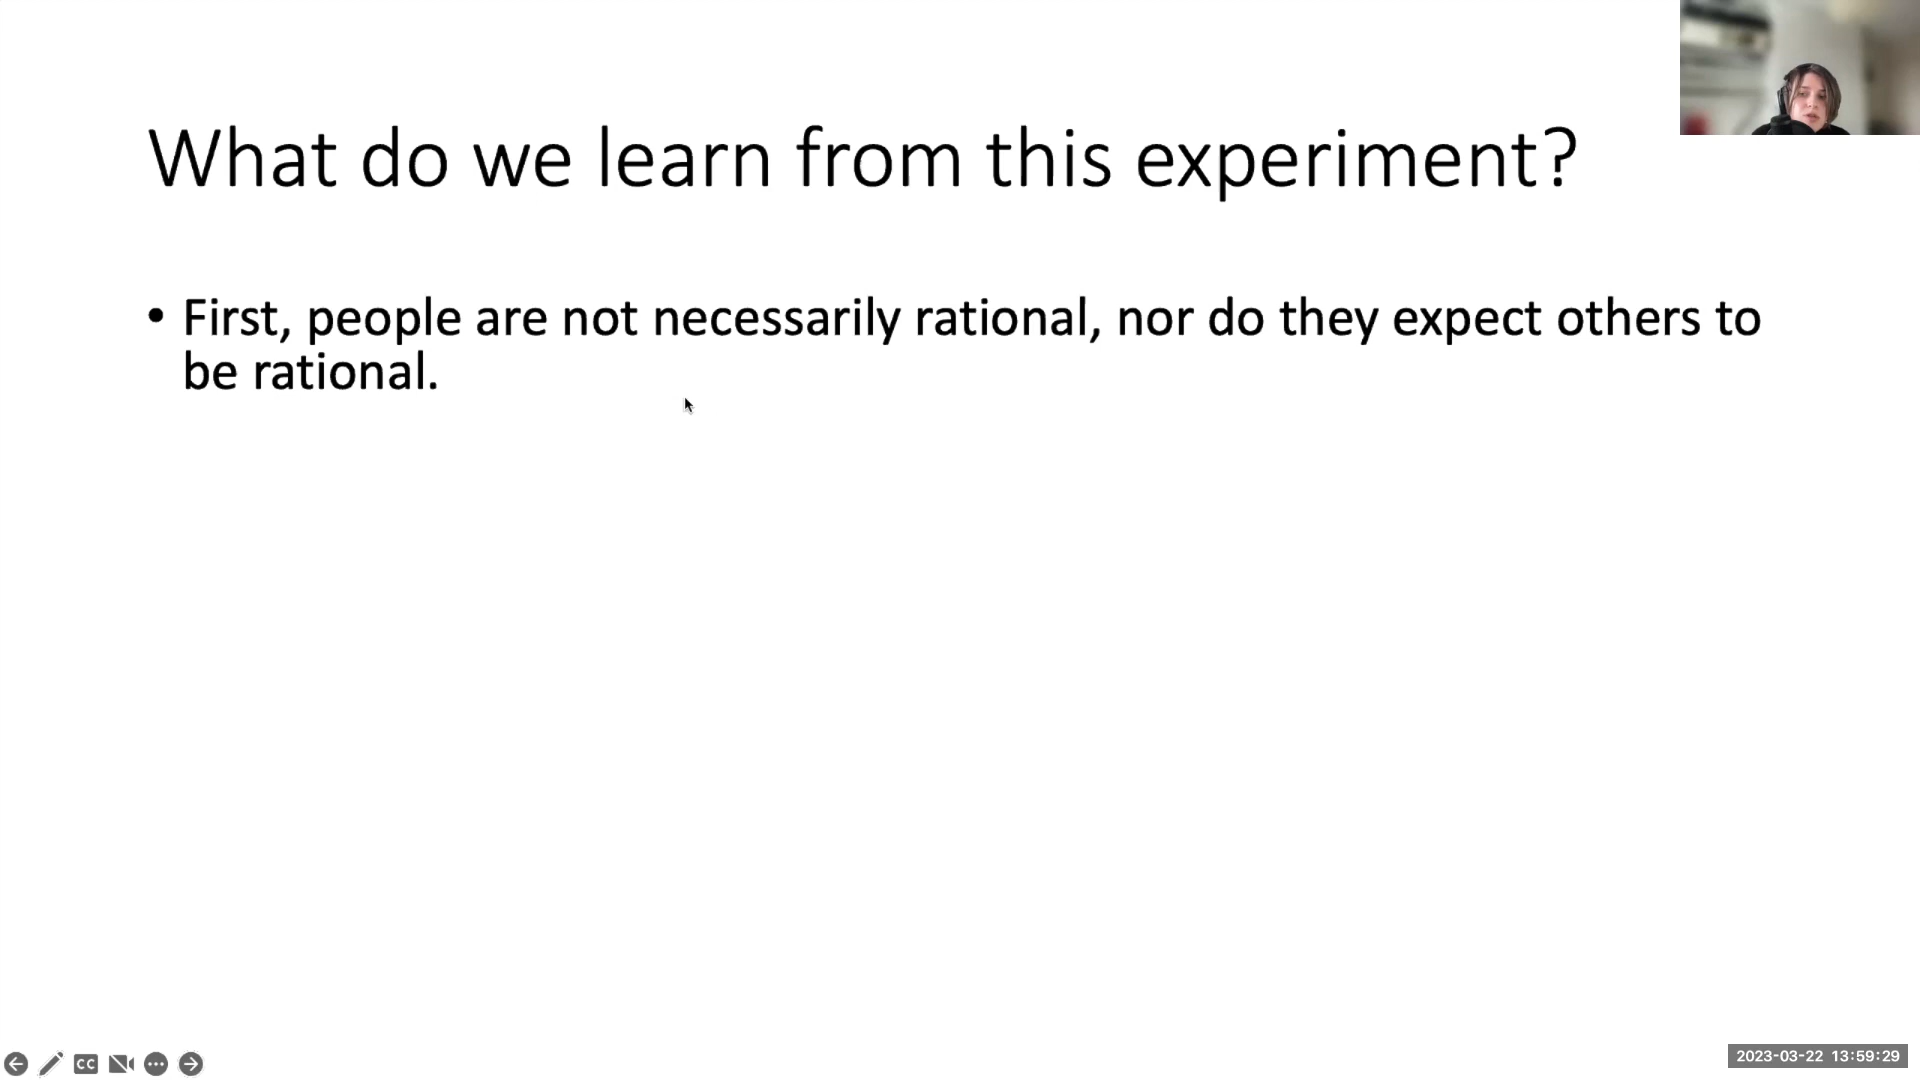 What do we learn from this experiment?
• First, people are not necessarily rational, nor do they expect others to
be rational.
CC
2023-03-22 13:59:29